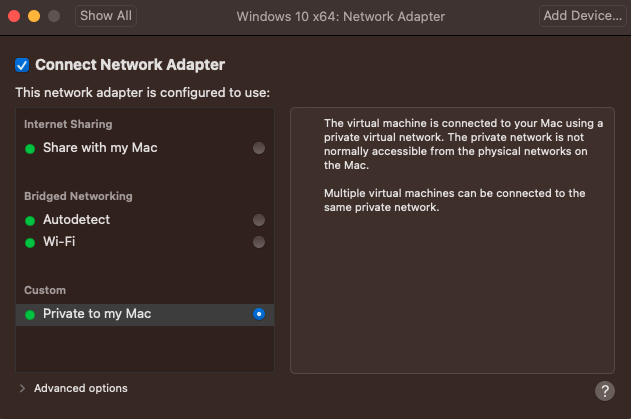 Show All
Windows 10 x64: Network Adapter
Add Device...
Connect Network Adapter
This network adapter is configured to use:
Internet Sharing
Share with my Mac
Bridged Networking
Autodetect
Wi-Fi
Custom
Private to my Mac
The virtual machine is connected to your Mac using a
private virtual network. The private network is not
normally accessible from the physical networks on
the Mac.
Multiple virtual machines can be connected to the
same private network.
Advanced options
?